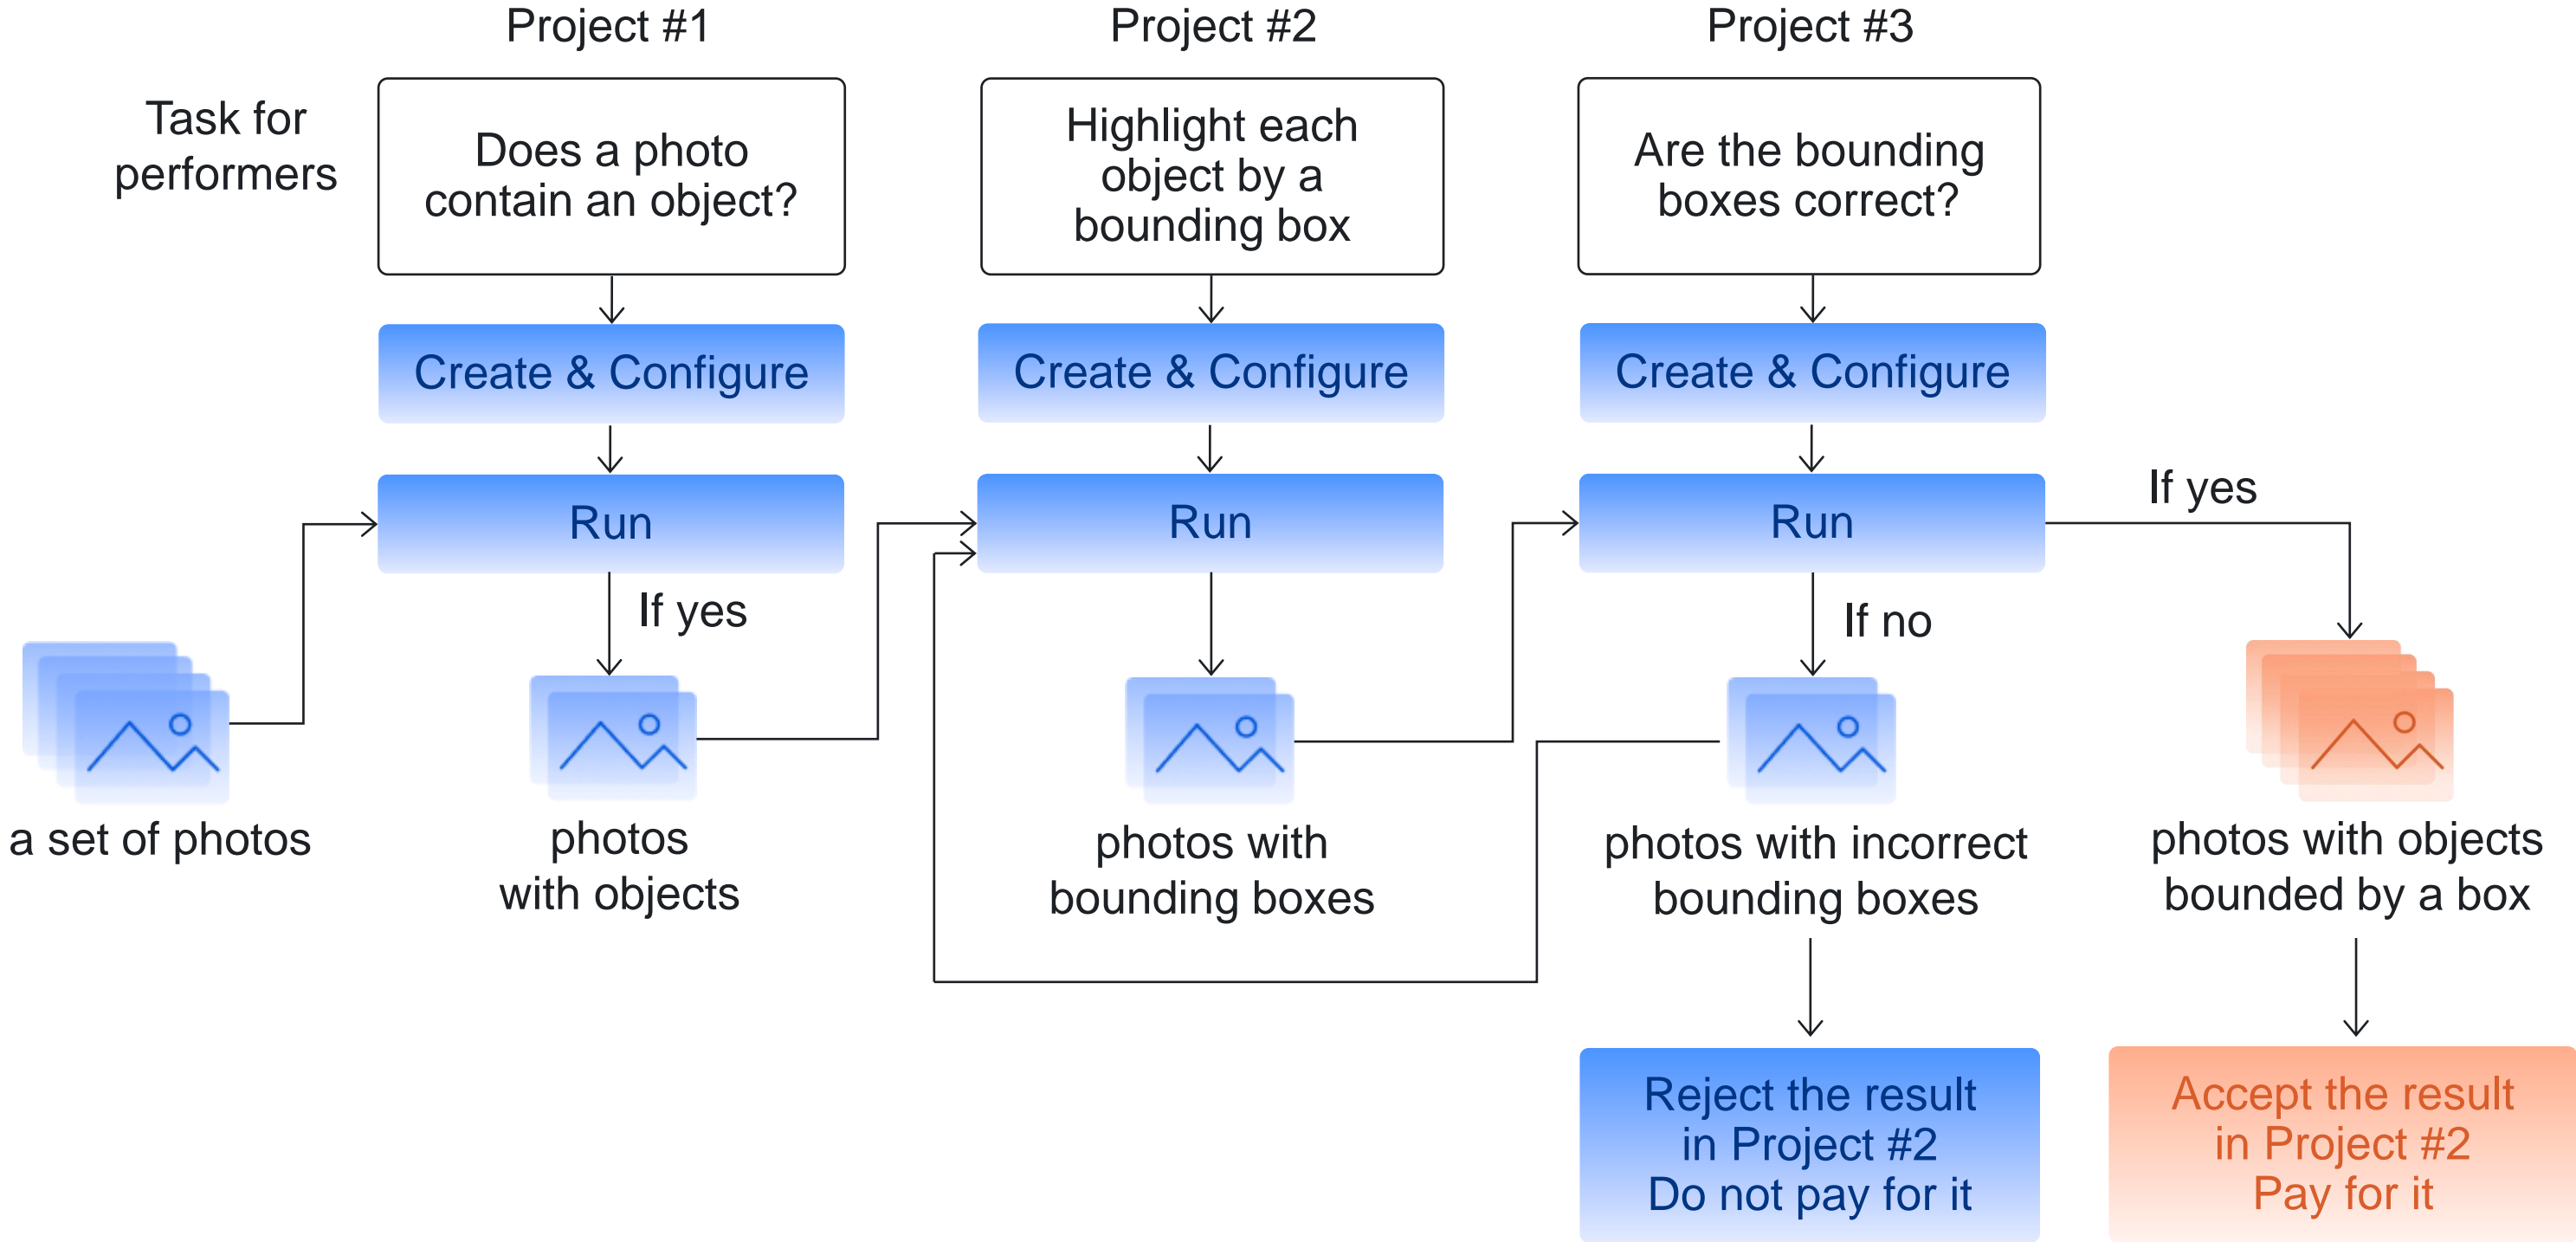 Project #1
Project #2
Project #3
Task for
performers
Does a photo
contain an object?
Highlight each
object by a
bounding box
Are the bounding
boxes correct?
Create & Configure
Create & Configure
Create & Configure
Run
Run
Run
If yes
If yes
If no
a set of photos
photos
with objects
photos with
bounding boxes
photos with incorrect
bounding boxes
photos with objects
bounded by a box
Reject the result
in Project #2
Do not pay for it
Accept the result
in Project #2
Pay for it